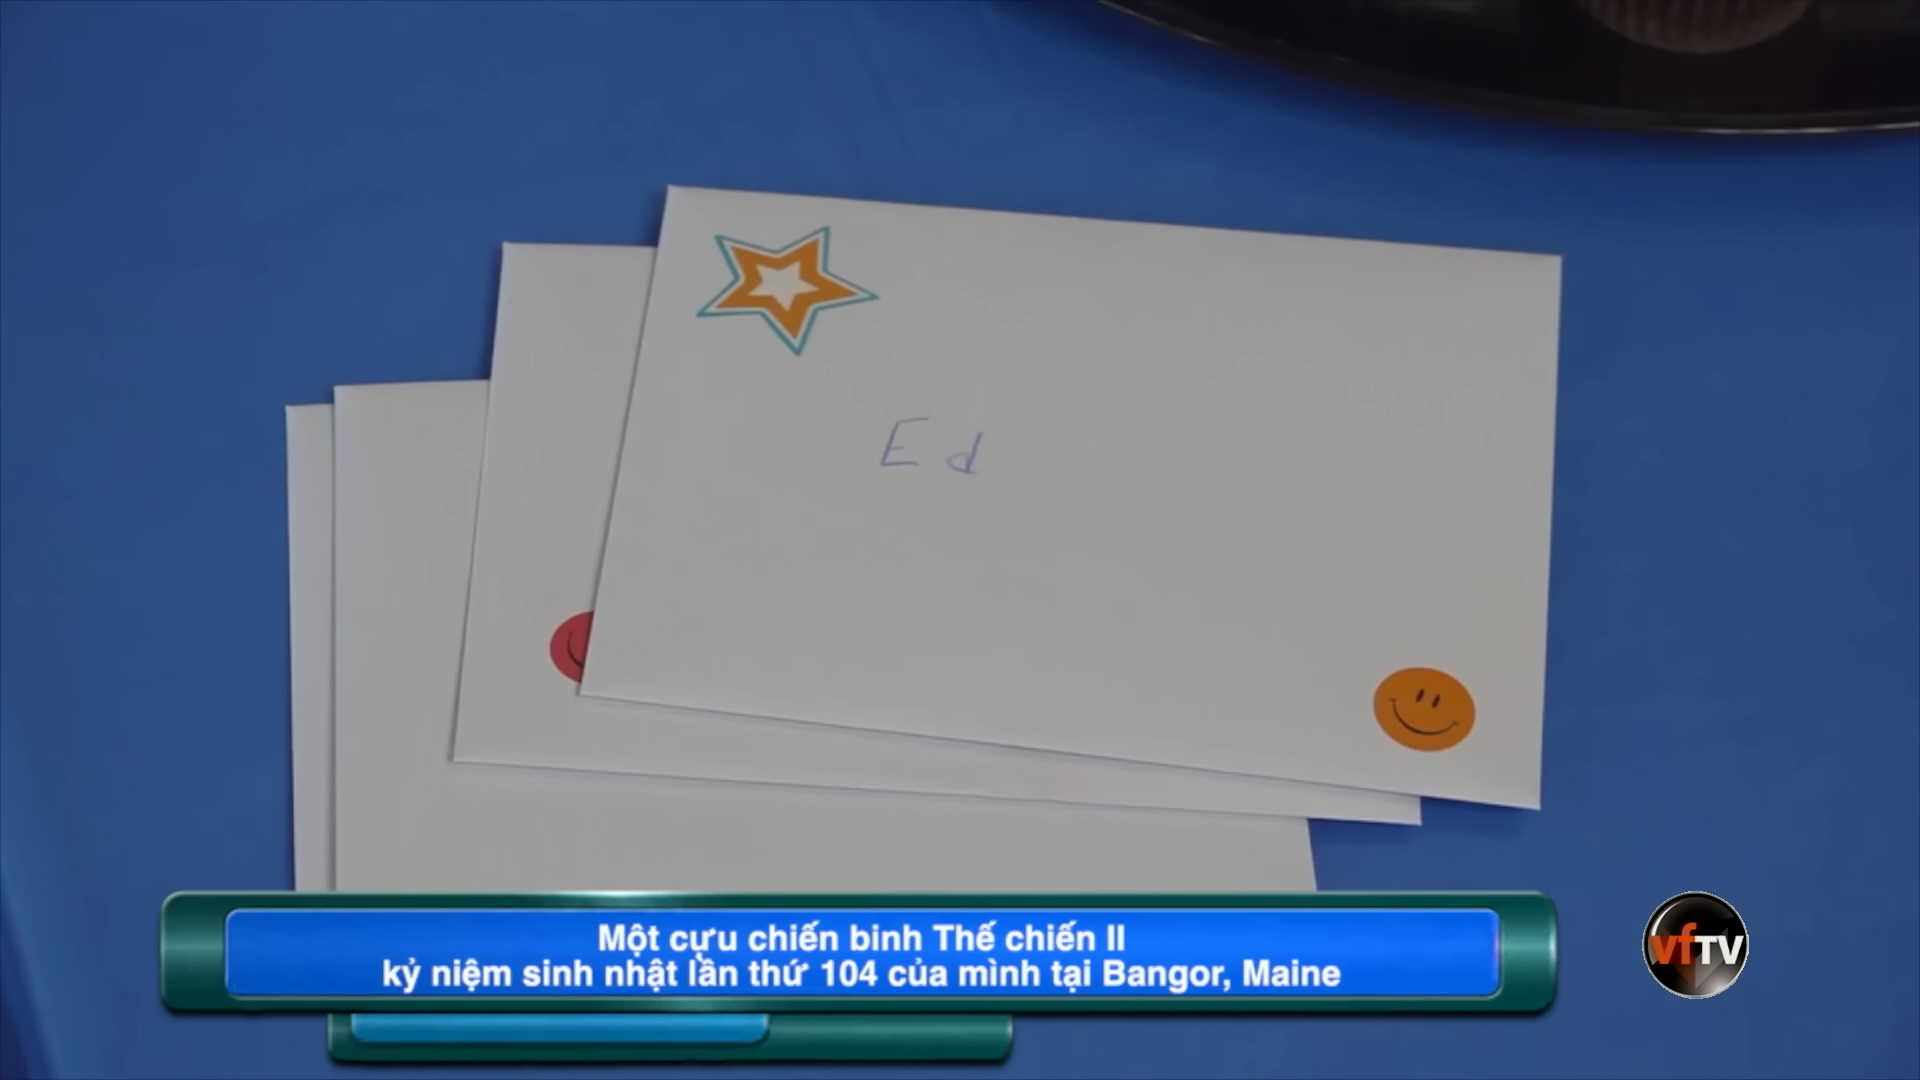 Ed
Một cựu chiến binh Thế chiến II
kỷ niệm sinh nhật lần thứ 104 của mình tại Bangor, Maine
vfTV